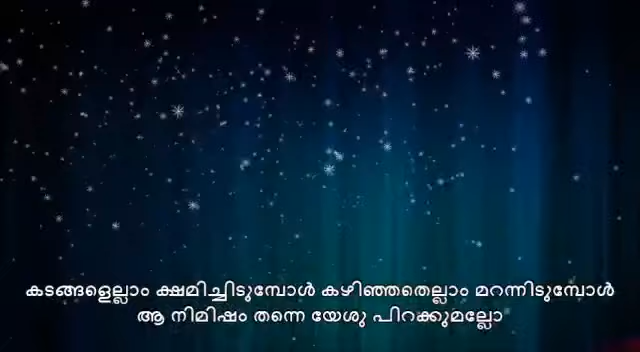 കടങ്ങളെല്ലാം ക്ഷമിച്ചിടുമ്പോൾ കഴിഞ്ഞതെല്ലാം മറന്നിടുമ്പോൾ
ആ നിമിഷം തന്നെ യേശു പിറക്കുമല്ലോ